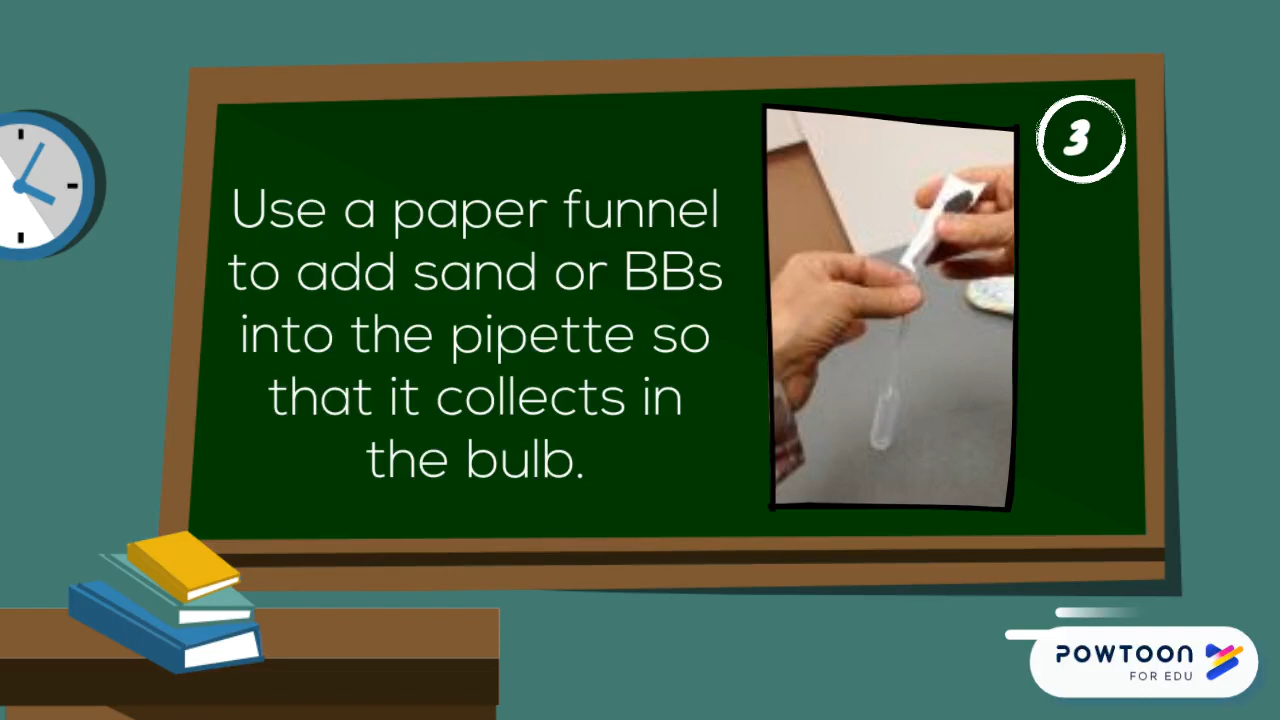 3
Use a paper funnel
to add sand or BBs
into the pipette so
that it collects in
the bulb.
POWTOON
FOR EDU